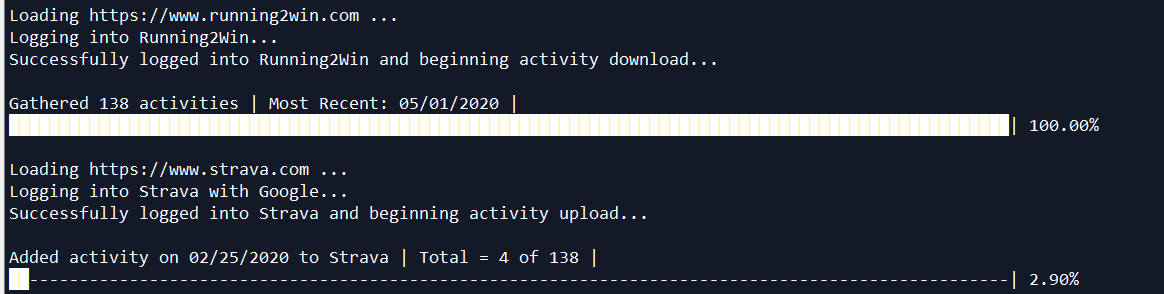 Loading https://www.running2win.com ...
Logging into Running2Win...
Successfully logged into Running2Win and beginning activity download...
Gathered 138 activities | Most Recent: 05/01/2020 |
| 100.00%
Loading https://www.strava.com ...
Logging into Strava with Google...
Successfully logged into Strava and beginning activity upload...
Added activity on 02/25/2020 to Strava | Total = 4 of 138 |
--------------------------------------------------------------------------------------------------| 2.90%